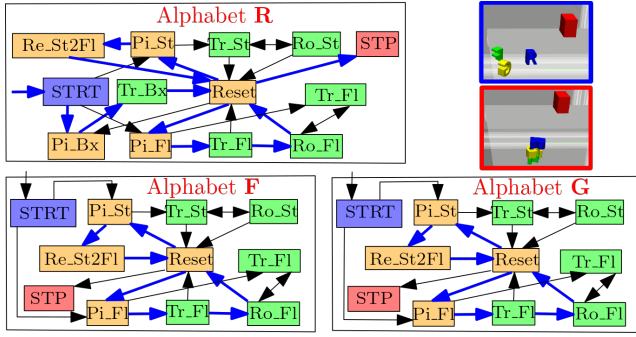 Alphabet R
Re_St2Fl Pi_St Tr_St Ro_St STP
STRT Tr_Bx Reset Tr_Fl
Pi_Bx Pi_Fl Tr_Fl Ro_Fl
R
Alphabet F
STRT Pi_St Tr_St Ro_St
Re_St2Fl Reset Tr_Fl
STP Pi_Fl Tr_Fl Ro_Fl
Alphabet G
STRT Pi_St Tr_St Ro_St
Re_St2Fl Reset Tr_Fl
STP Pi_Fl Tr_Fl Ro_Fl